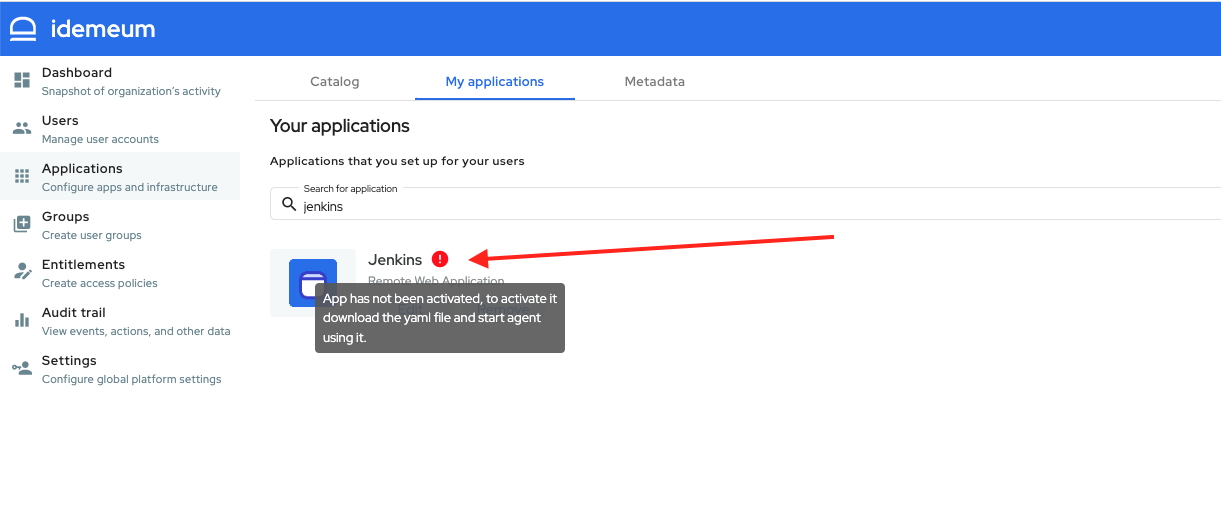 idemeum
Dashboard
Snapshot of organization's activity
Users
Manage user accounts
Applications
Configure apps and infrastructure
Groups
Create user groups
Entitlements
Create access policies
Audit trail
View events, actions, and other data
Settings
Configure global platform settings
Catalog
My applications
Metadata
Your applications
Applications that you set up for your users
Search for application
jenkins
Jenkins
Remote Web Application
App has not been activated, to activate it
download the yaml file and start agent
using it.